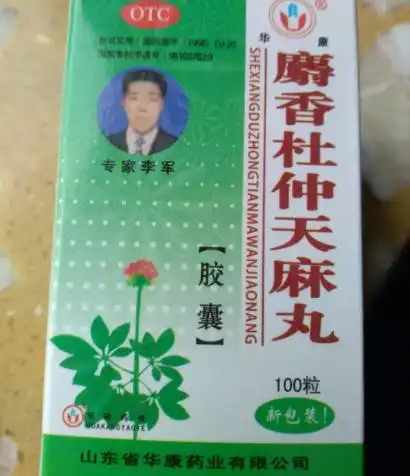 OTC
华 康
®
麝香杜仲天麻丸
SHEXIANGDUZHONGTIANMAWANJIAONANG
专家李军
【胶囊】
100粒
新包装!
HUAKANGYAOYE
山东省华康药业有限公司